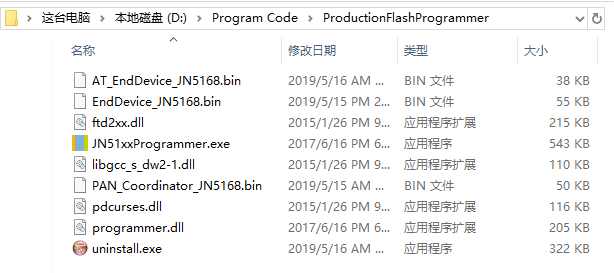 这台电脑 › 本地磁盘 (D:) › Program Code › ProductionFlashProgrammer
名称 修改日期 类型 大小
AT_EndDevice_JN5168.bin 2019/5/16 AM ... BIN 文件 38 KB
EndDevice_JN5168.bin 2019/5/15 PM 2... BIN 文件 55 KB
ftd2xx.dll 2015/1/26 PM 9... 应用程序扩展 215 KB
JN51xxProgrammer.exe 2017/6/16 PM 6... 应用程序 543 KB
libgcc_s_dw2-1.dll 2015/1/26 PM 9... 应用程序扩展 110 KB
PAN_Coordinator_JN5168.bin 2019/5/15 AM ... BIN 文件 50 KB
pdcurses.dll 2015/1/26 PM 9... 应用程序扩展 116 KB
programmer.dll 2017/6/16 PM 6... 应用程序扩展 205 KB
uninstall.exe 2019/5/16 AM ... 应用程序 322 KB